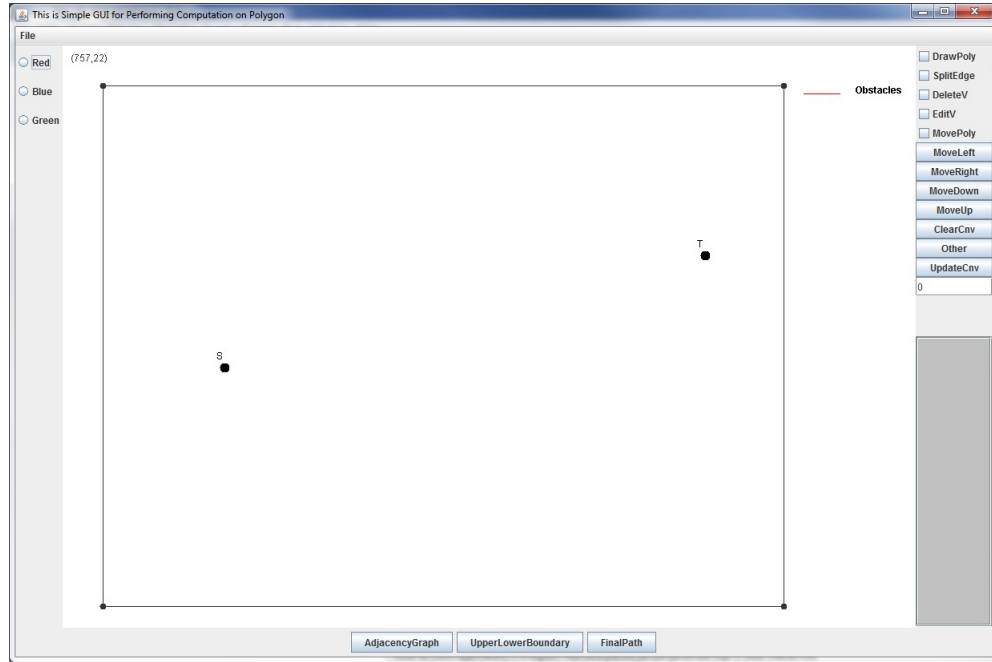 This is Simple GUI for Performing Computation on Polygon
File
Red
Blue
Green
(757,22)
Obstacles
T
S
DrawPoly
SplitEdge
DeleteV
EditV
MovePoly
MoveLeft
MoveRight
MoveDown
MoveUp
ClearCnv
Other
UpdateCnv
0
AdjacencyGraph
UpperLowerBoundary
FinalPath